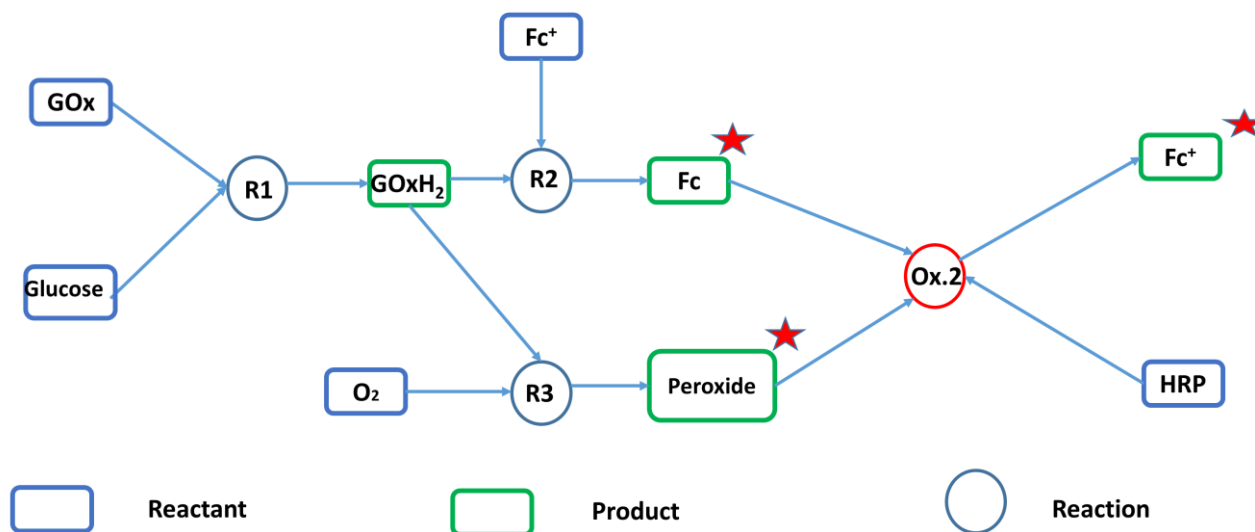 Fc⁺
GOx
R1
GOxH₂
R2
Fc
Fc⁺
Glucose
Ox.2
O₂
R3
Peroxide
HRP
Reactant
Product
Reaction